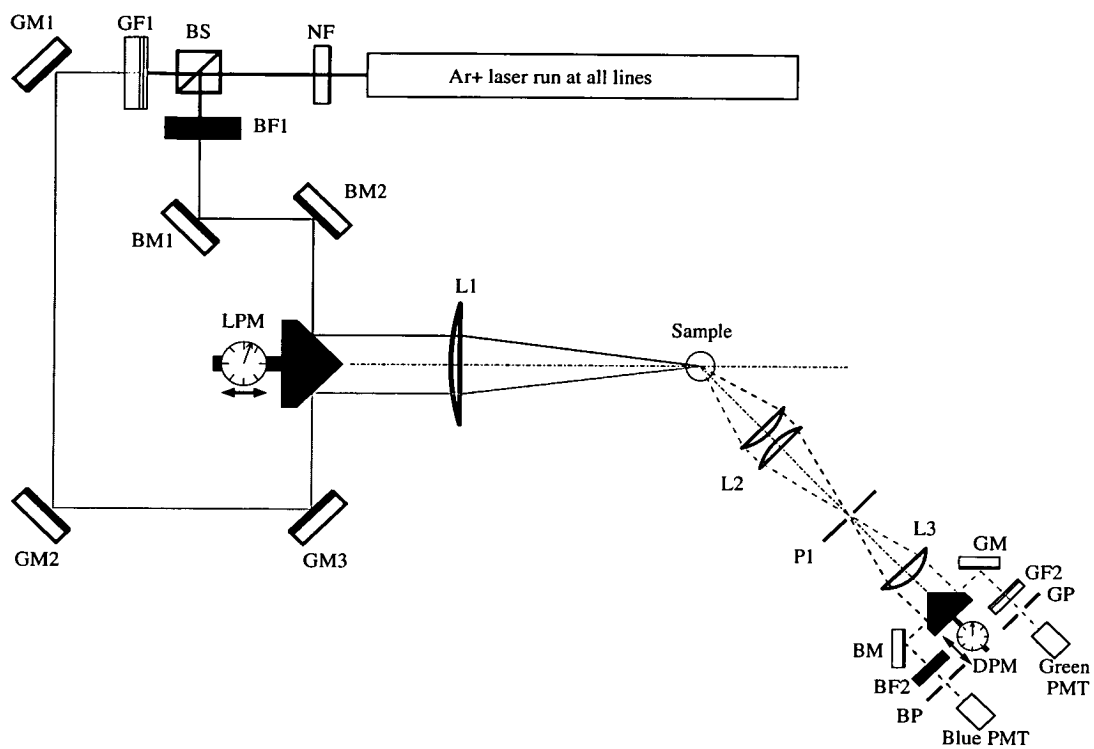 GM1
GF1
BS
NF
Ar+ laser run at all lines
BF1
BM2
BM1
L1
LPM
Sample
L2
GM2
GM3
P1
L3
GM
GF2
GP
BM
DPM
Green
PMT
BF2
BP
Blue PMT